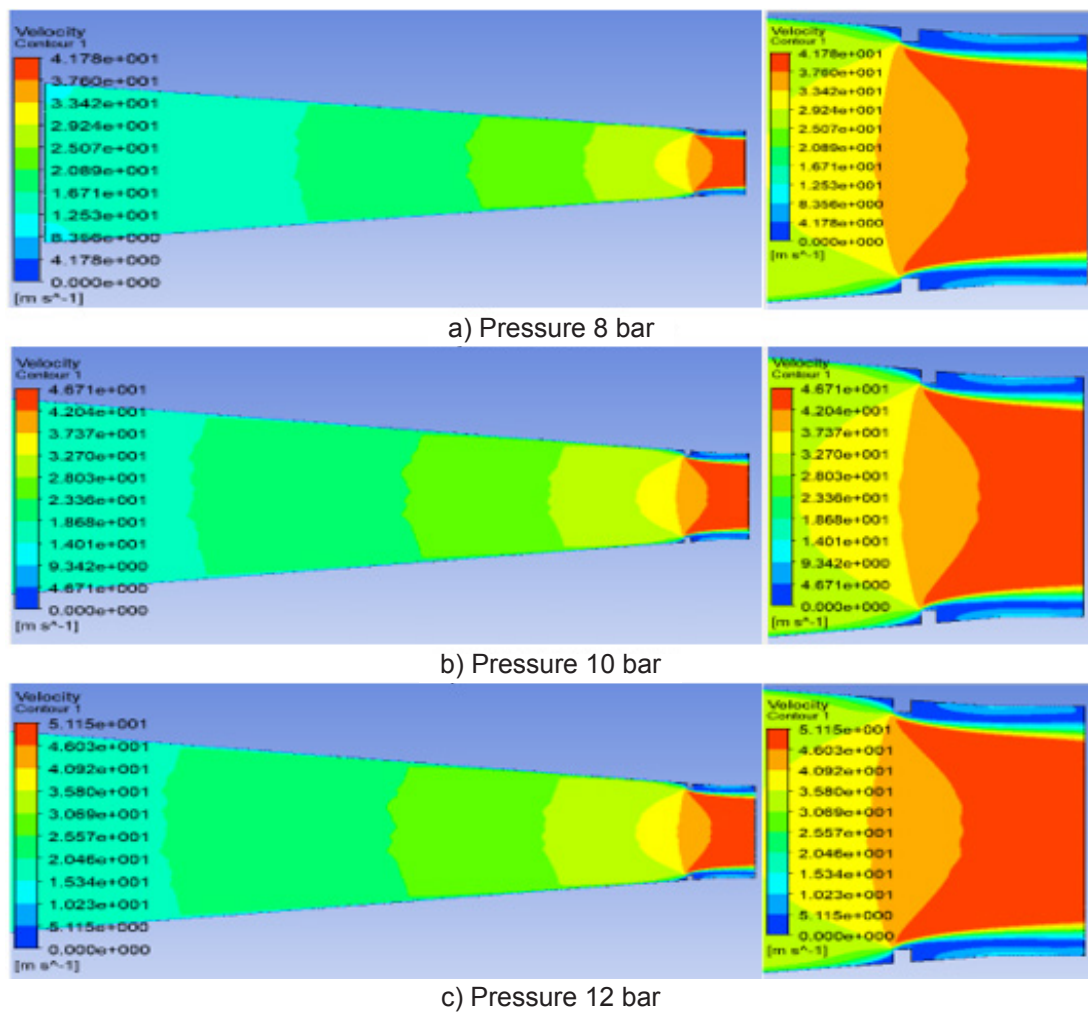 Velocity
Contour 1
4.178e+001
3.760e+001
3.342e+001
2.924e+001
2.507e+001
2.089e+001
1.671e+001
1.253e+001
8.356e+000
4.178e+000
0.000e+000
[m s^-1]
Velocity
Contour 1
4.178e+001
3.760e+001
3.342e+001
2.924e+001
2.507e+001
2.089e+001
1.671e+001
1.253e+001
8.356e+000
4.178e+000
0.000e+000
[m s^-1]
a) Pressure 8 bar
Velocity
Contour 1
4.671e+001
4.204e+001
3.737e+001
3.270e+001
2.803e+001
2.336e+001
1.868e+001
1.401e+001
9.342e+000
4.671e+000
0.000e+000
[m s^-1]
Velocity
Contour 1
4.671e+001
4.204e+001
3.737e+001
3.270e+001
2.803e+001
2.336e+001
1.868e+001
1.401e+001
9.342e+000
4.671e+000
0.000e+000
[m s^-1]
b) Pressure 10 bar
Velocity
Contour 1
5.115e+001
4.603e+001
4.092e+001
3.580e+001
3.069e+001
2.557e+001
2.046e+001
1.534e+001
1.023e+001
5.115e+000
0.000e+000
[m s^-1]
Velocity
Contour 1
5.115e+001
4.603e+001
4.092e+001
3.580e+001
3.069e+001
2.557e+001
2.046e+001
1.534e+001
1.023e+001
5.115e+000
0.000e+000
[m s^-1]
c) Pressure 12 bar